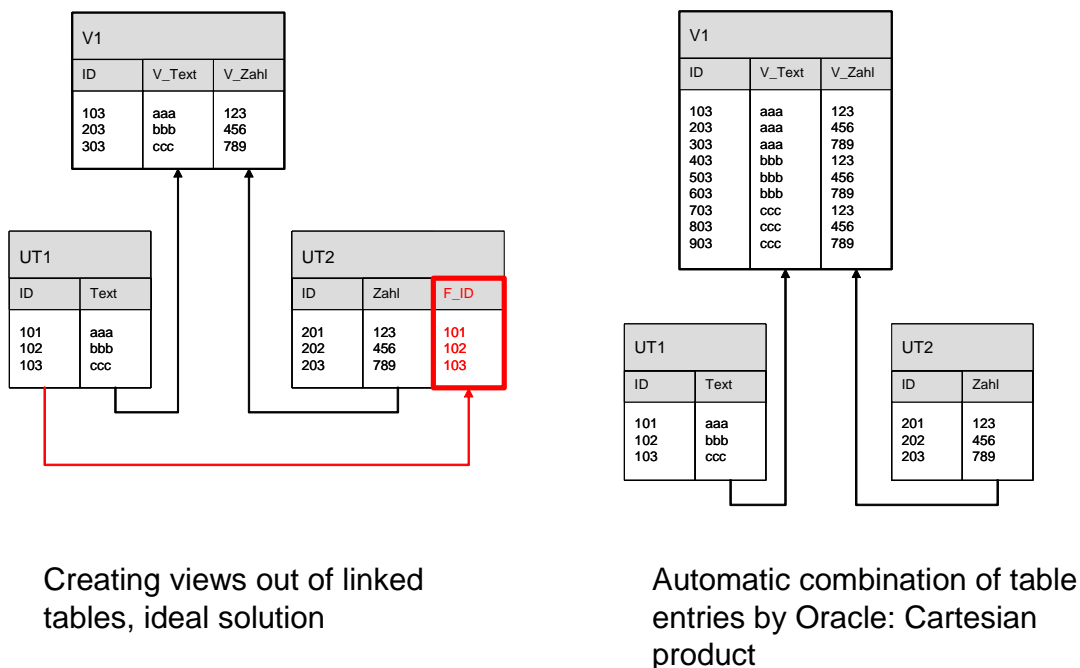 V1
ID V_Text V_Zahl
103 aaa 123
203 bbb 456
303 ccc 789
UT1
ID Text
101 aaa
102 bbb
103 ccc
UT2
ID Zahl F_ID
201 123 101
202 456 102
203 789 103
Creating views out of linked
tables, ideal solution
V1
ID V_Text V_Zahl
103 aaa 123
203 aaa 456
303 aaa 789
403 bbb 123
503 bbb 456
603 bbb 789
703 ccc 123
803 ccc 456
903 ccc 789
UT1
ID Text
101 aaa
102 bbb
103 ccc
UT2
ID Zahl
201 123
202 456
203 789
Automatic combination of table
entries by Oracle: Cartesian
product